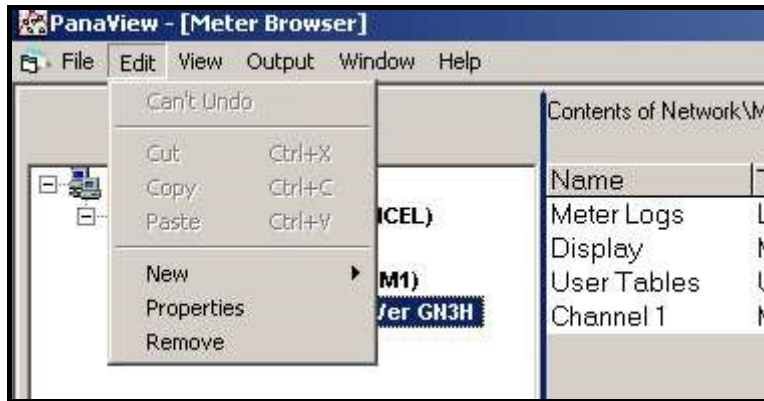 PanaView - [Meter Browser]
File Edit View Output Window Help
Can't Undo
Contents of Network\M
Cut Ctrl+X
Name
Copy Ctrl+C
ICEL) Meter Logs
Paste Ctrl+V
Display
New M1) User Tables
Properties Ver GN3H Channel 1
Remove